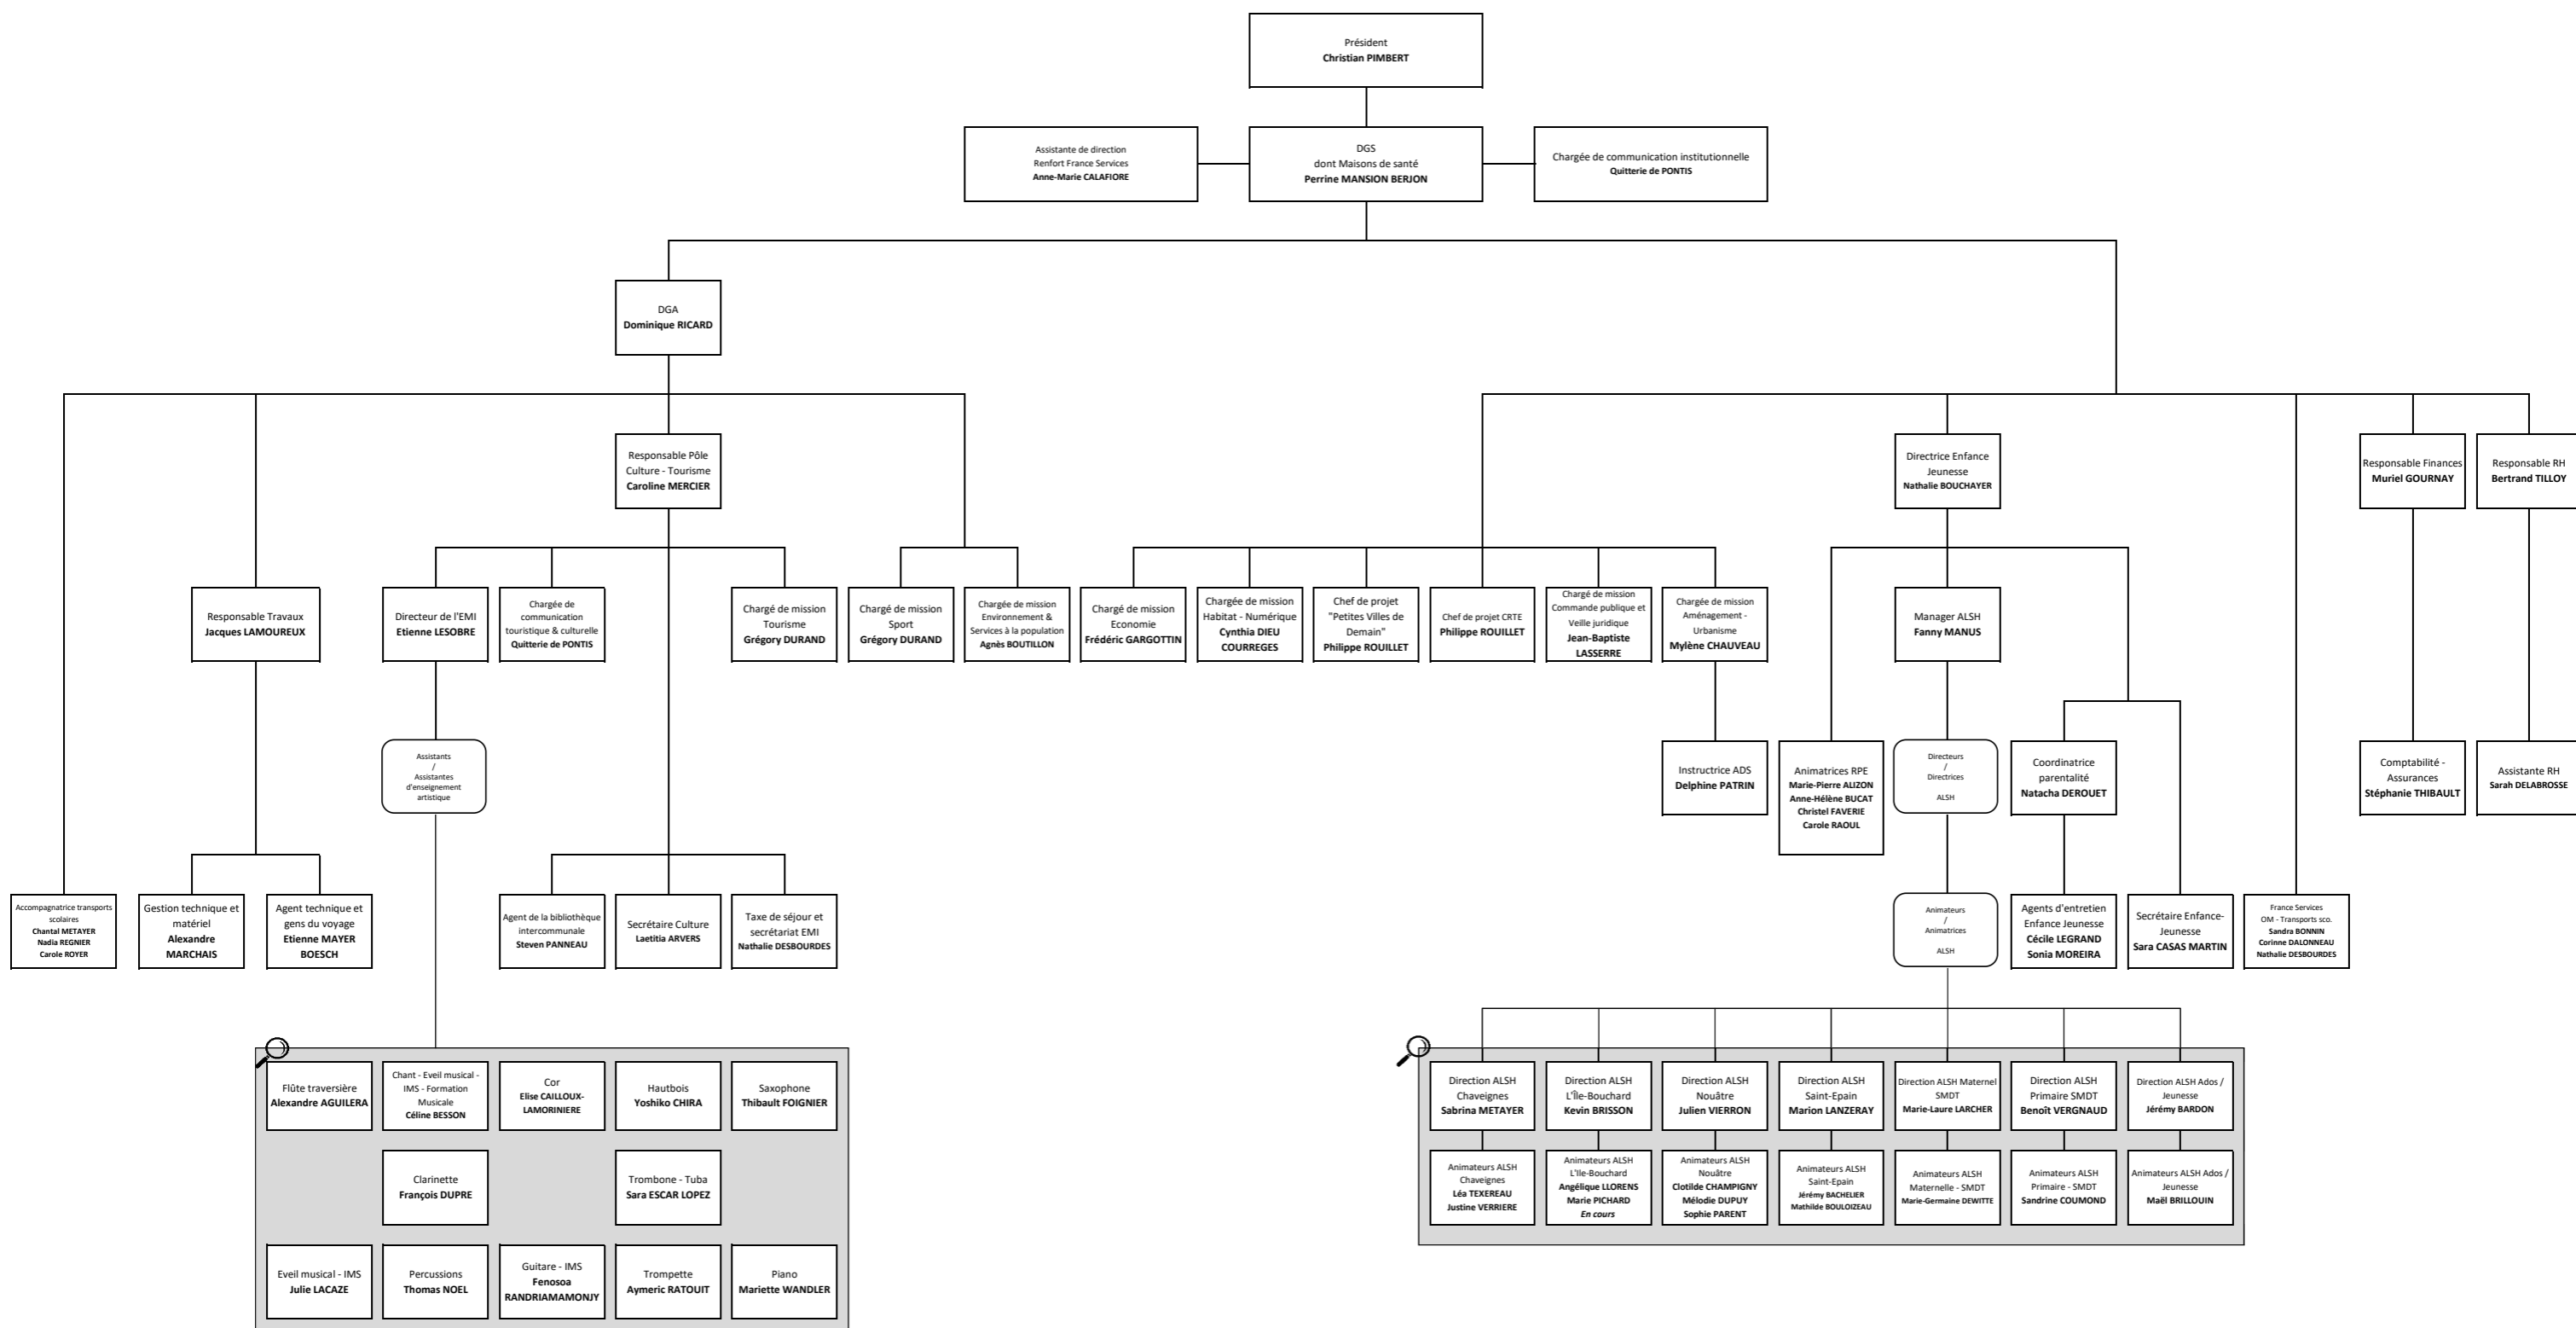 Président
Christian PIMBERT
Assistante de direction
Renfort France Services
Anne-Marie CALAFIORE
DGS
dont Maisons de santé
Perrine MANSION BERJON
Chargée de communication institutionnelle
Quitterie de PONTIS
DGA
Dominique RICARD
Responsable Pôle
Culture - Tourisme
Caroline MERCIER
Directrice Enfance
Jeunesse
Nathalie BOUCHAYER
Responsable Finances
Muriel GOURNAY
Responsable RH
Bertrand TILLOY
Responsable Travaux
Jacques LAMOUREUX
Directeur de l'EMI
Etienne LESOBRE
Chargée de
communication
touristique & culturelle
Quitterie de PONTIS
Chargé de mission
Tourisme
Grégory DURAND
Chargé de mission
Sport
Grégory DURAND
Chargée de mission
Environnement &
Services à la population
Agnès BOUTILLON
Chargé de mission
Economie
Frédéric GARGOTTIN
Chargée de mission
Habitat - Numérique
Cynthia DIEU
COURREGES
Chef de projet
"Petites Villes de
Demain"
Philippe ROUILLET
Chef de projet CRTE
Philippe ROUILLET
Chargé de mission
Commande publique et
Veille juridique
Jean-Baptiste
LASSERRE
Chargée de mission
Aménagement -
Urbanisme
Mylène CHAUVEAU
Manager ALSH
Fanny MANUS
Assistants
/
Assistantes
d'enseignement
artistique
Instructrice ADS
Delphine PATRIN
Animatrices RPE
Marie-Pierre ALIZON
Anne-Hélène BUCAT
Christel FAVERIE
Carole RAOUL
Directeurs
/
Directrices
ALSH
Coordinatrice
parentalité
Natacha DEROUET
Comptabilité -
Assurances
Stéphanie THIBAULT
Assistante RH
Sarah DELABROSSE
Accompagnatrice transports
scolaires
Chantal METAYER
Nadia REGNIER
Carole ROYER
Gestion technique et
matériel
Alexandre
MARCHAIS
Agent technique et
gens du voyage
Etienne MAYER
BOESCH
Agent de la bibliothèque
intercommunale
Steven PANNEAU
Secrétaire Culture
Laetitia ARVERS
Taxe de séjour et
secrétariat EMI
Nathalie DESBOURDES
Animateurs
/
Animatrices
ALSH
Agents d'entretien
Enfance Jeunesse
Cécile LEGRAND
Sonia MOREIRA
Secrétaire Enfance-
Jeunesse
Sara CASAS MARTIN
France Services
OM - Transports sco.
Sandra BONNIN
Corinne DALONNEAU
Nathalie DESBOURDES
Flûte traversière
Alexandre AGUILERA
Chant - Eveil musical -
IMS - Formation
Musicale
Céline BESSON
Cor
Elise CAILLOUX-
LAMORINIERE
Hautbois
Yoshiko CHIRA
Saxophone
Thibault FOIGNIER
Direction ALSH
Chaveignes
Sabrina METAYER
Direction ALSH
L'Île-Bouchard
Kevin BRISSON
Direction ALSH
Nouâtre
Julien VIERRON
Direction ALSH
Saint-Epain
Marion LANZERAY
Direction ALSH Maternel
SMDT
Marie-Laure LARCHER
Direction ALSH
Primaire SMDT
Benoît VERGNAUD
Direction ALSH Ados /
Jeunesse
Jérémy BARDON
Clarinette
François DUPRE
Trombone - Tuba
Sara ESCAR LOPEZ
Animateurs ALSH
Chaveignes
Léa TEXEREAU
Justine VERRIERE
Animateurs ALSH
L'Ile-Bouchard
Angélique LLORENS
Marie PICHARD
En cours
Animateurs ALSH
Nouâtre
Clotilde CHAMPIGNY
Mélodie DUPUY
Sophie PARENT
Animateurs ALSH
Saint-Epain
Jérémy BACHELIER
Mathilde BOULOIZEAU
Animateurs ALSH
Maternelle - SMDT
Marie-Germaine DEWITTE
Animateurs ALSH
Primaire - SMDT
Sandrine COUMOND
Animateurs ALSH Ados /
Jeunesse
Maël BRILLOUIN
Eveil musical - IMS
Julie LACAZE
Percussions
Thomas NOEL
Guitare - IMS
Fenosoa
RANDRIAMAMONJY
Trompette
Aymeric RATOUIT
Piano
Mariette WANDLER